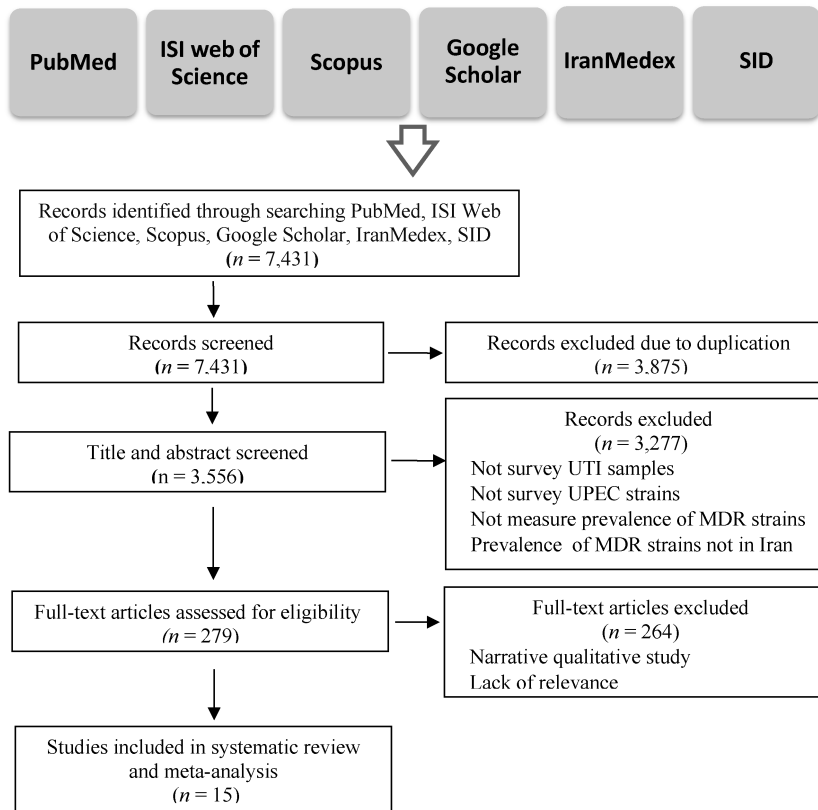 PubMed
ISI web of
Science
Scopus
Google
Scholar
IranMedex
SID
Records identified through searching PubMed, ISI Web
of Science, Scopus, Google Scholar, IranMedex, SID
(n = 7,431)
Records screened
(n = 7,431)
Records excluded due to duplication
(n = 3,875)
Title and abstract screened
(n = 3,556)
Records excluded
(n = 3,277)
Not survey UTI samples
Not survey UPEC strains
Not measure prevalence of MDR strains
Prevalence of MDR strains not in Iran
Full-text articles assessed for eligibility
(n = 279)
Full-text articles excluded
(n = 264)
Narrative qualitative study
Lack of relevance
Studies included in systematic review
and meta-analysis
(n = 15)